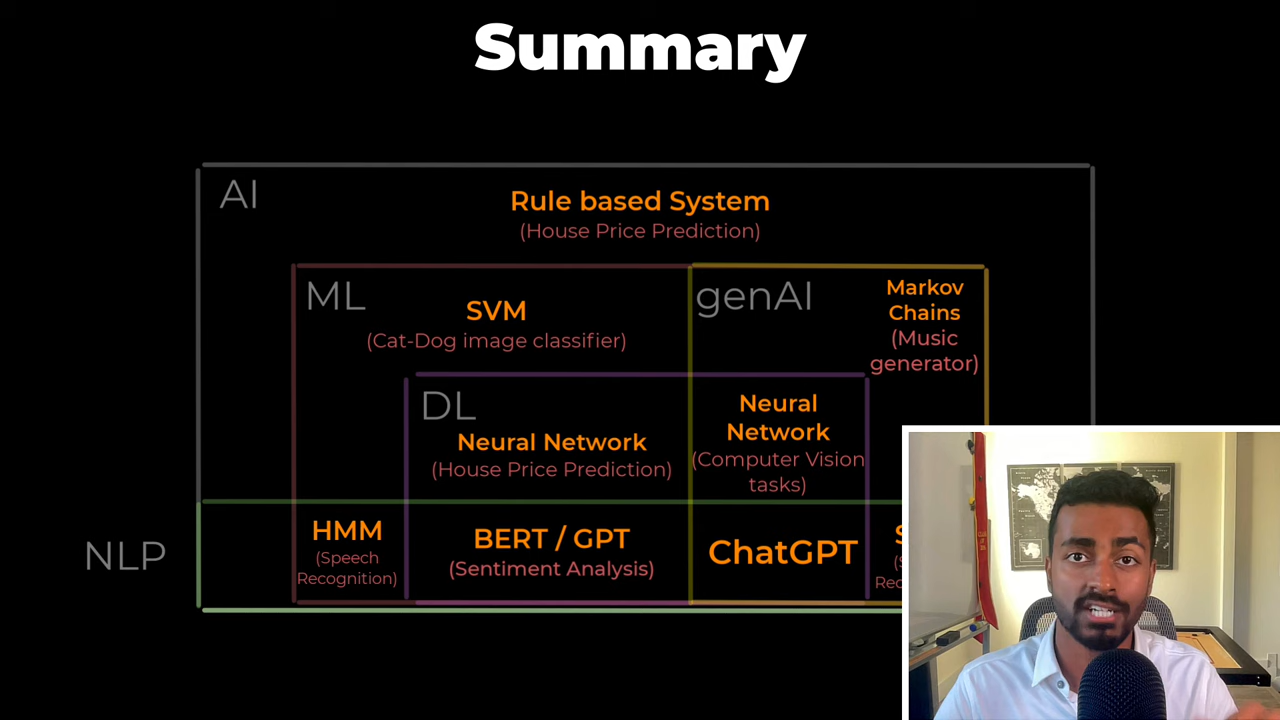 Summary
AI
Rule based System
(House Price Prediction)
ML
SVM
(Cat-Dog image classifier)
genAI
Markov
Chains
(Music
generator)
DL
Neural Network
(House Price Prediction)
Neural
Network
(Computer Vision
tasks)
NLP
HMM
(Speech
Recognition)
BERT / GPT
(Sentiment Analysis)
ChatGPT